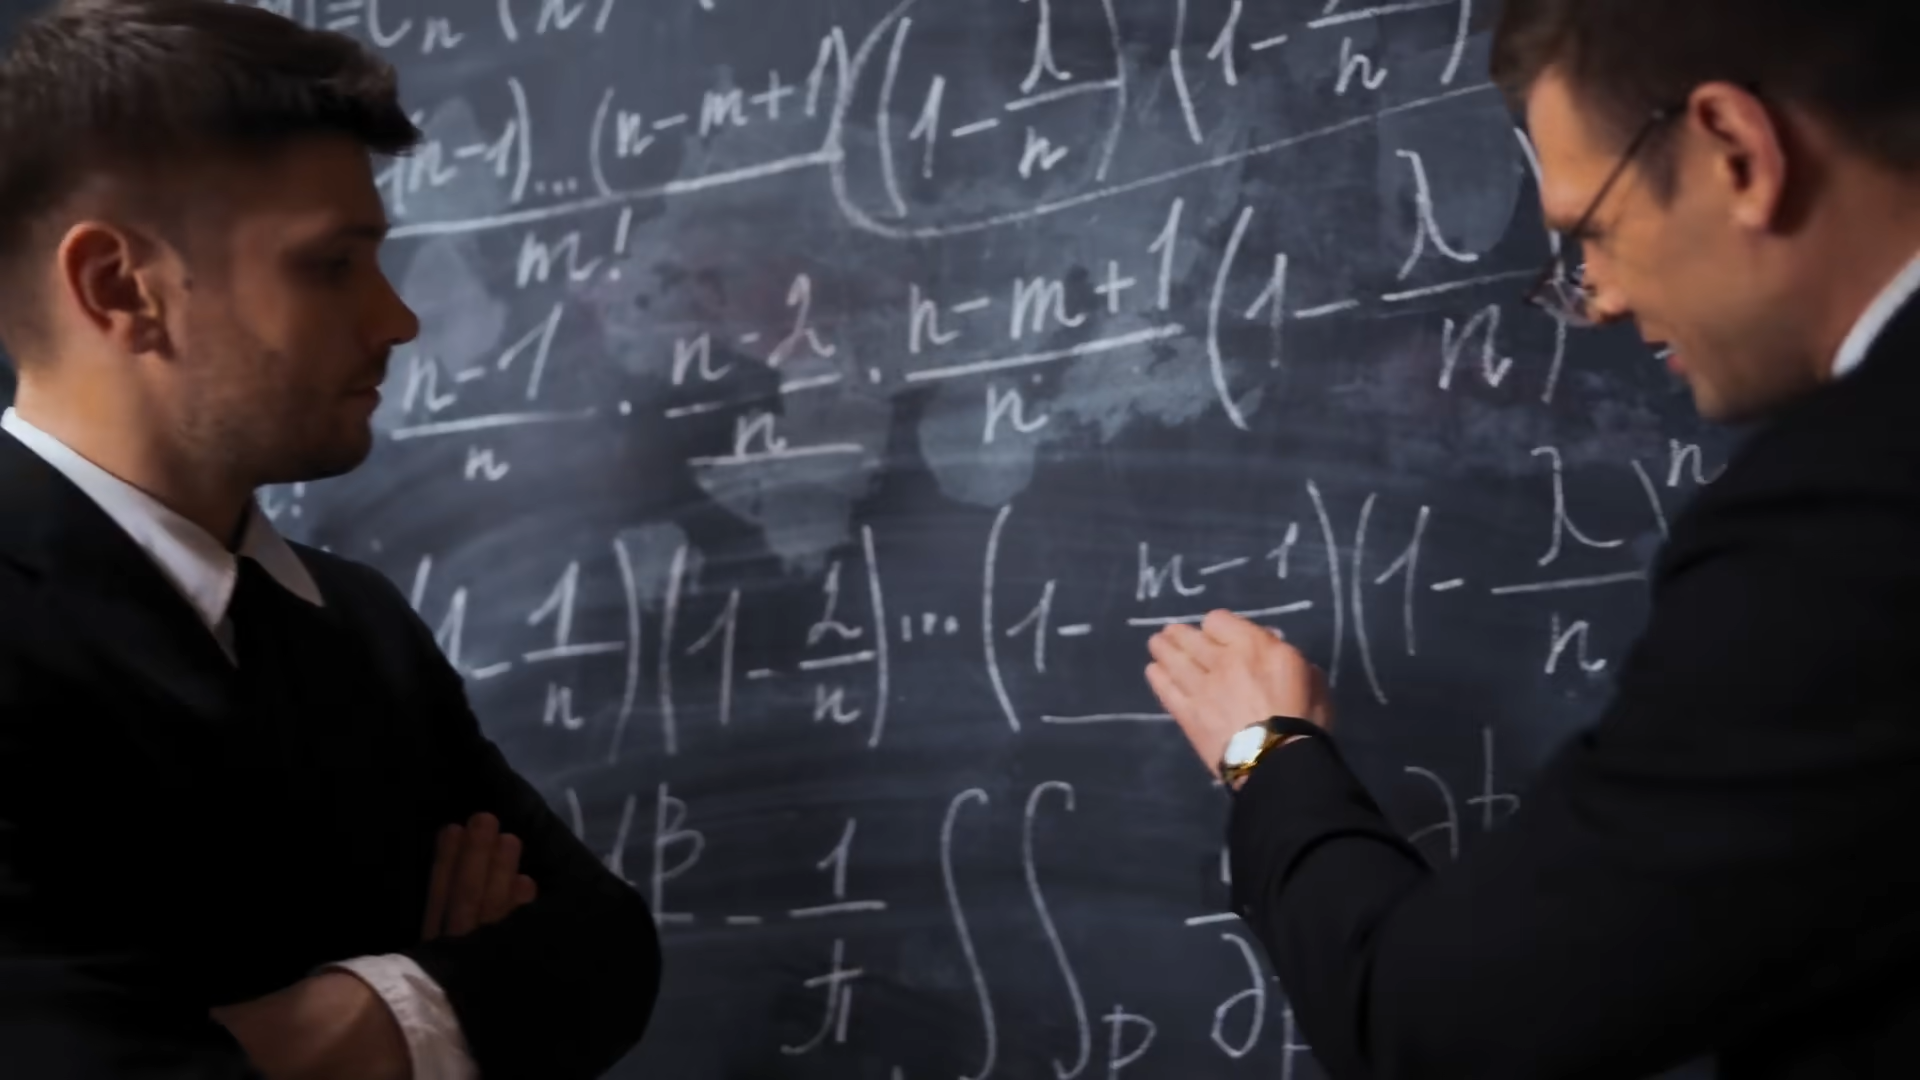 =C_n(n)
(n-1)...(n-m+1) (1-λ/n) (1-λ/n)
m!
n-1/n · n-2/n · n-m+1/n (1-λ/n)
(1-1/n)(1-2/n)...(1-m-1/n)(1-λ/n)^n
β - 1/t ∫∫_D ∂/∂